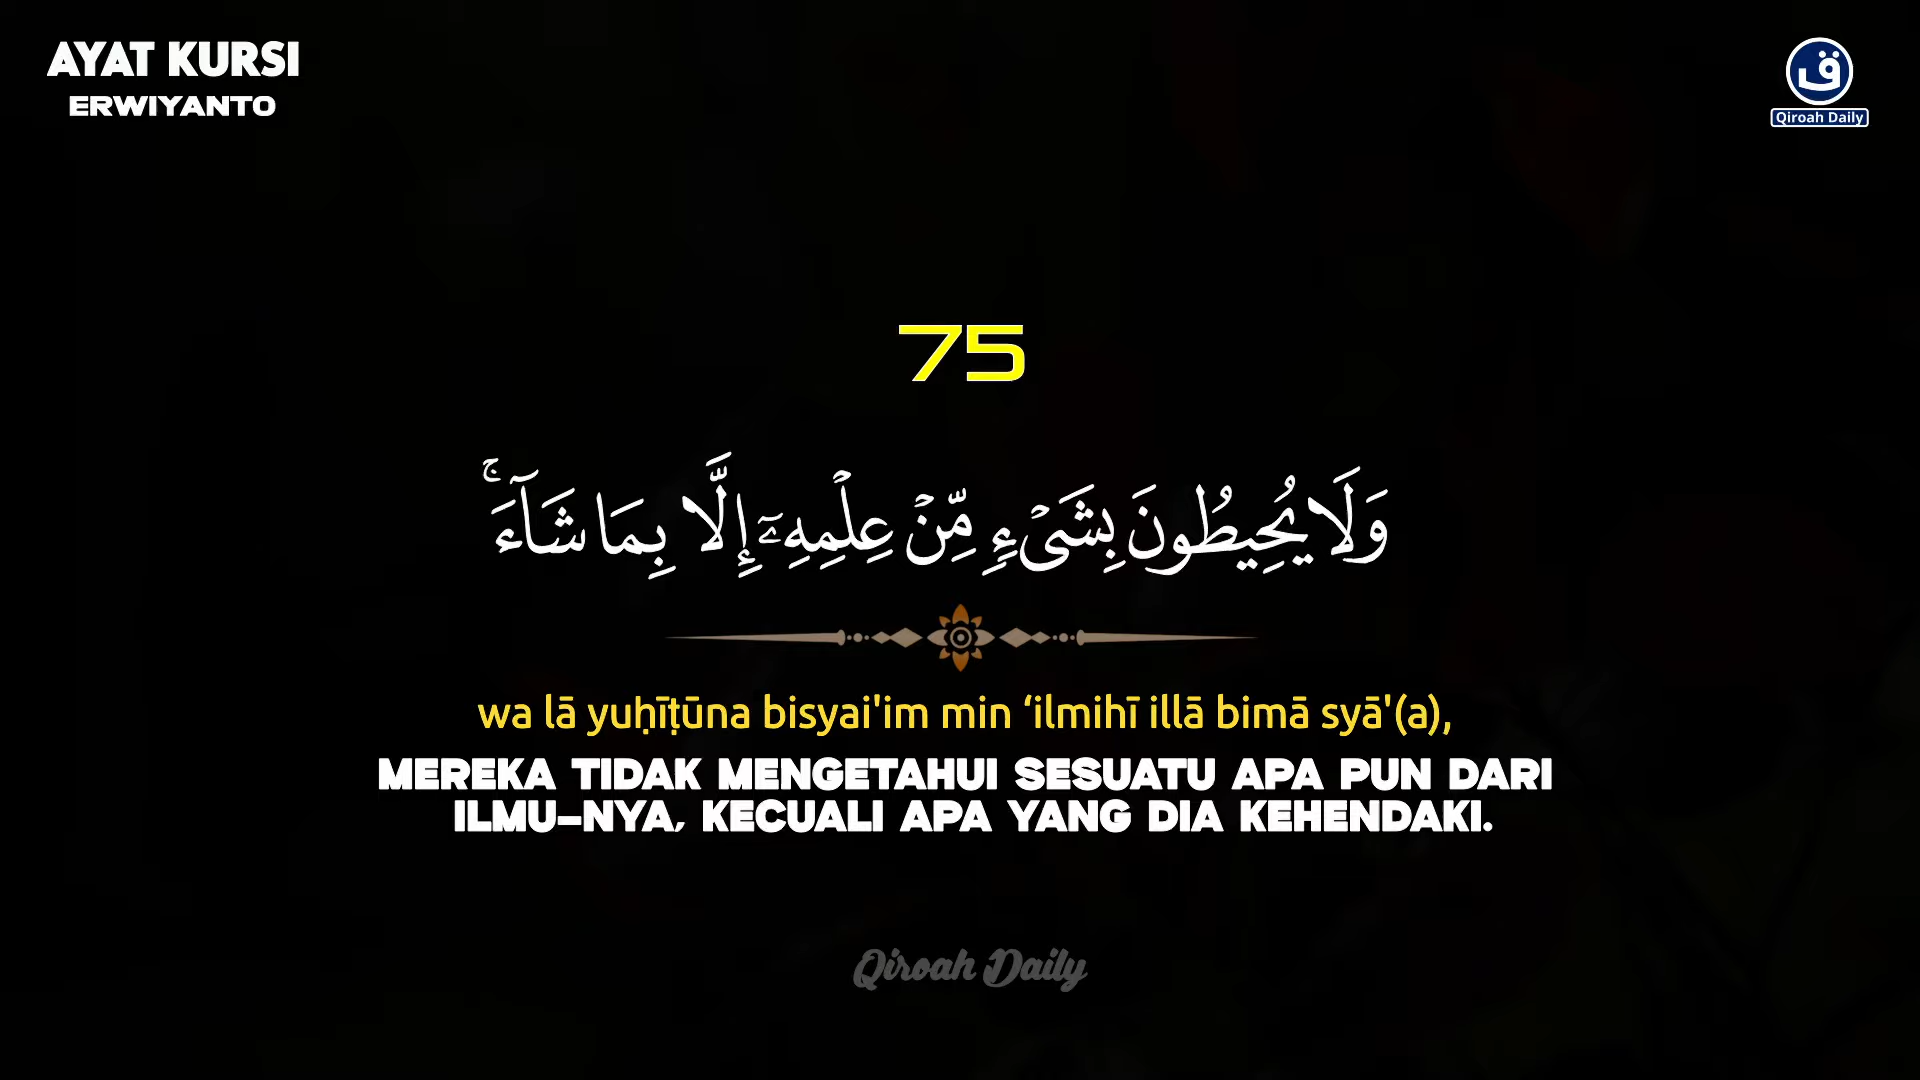 AYAT KURSI
ERWIYANTO
ق
Qiroah Daily
75
وَلَا يُحِيطُونَ بِشَىْءٍ مِّنْ عِلْمِهِۦٓ إِلَّا بِمَا شَآءَ ۚ
wa lā yuḥīṭūna bisyai'im min ‘ilmihī illā bimā syā'(a),
MEREKA TIDAK MENGETAHUI SESUATU APA PUN DARI
ILMU-NYA, KECUALI APA YANG DIA KEHENDAKI.
Qiroah Daily